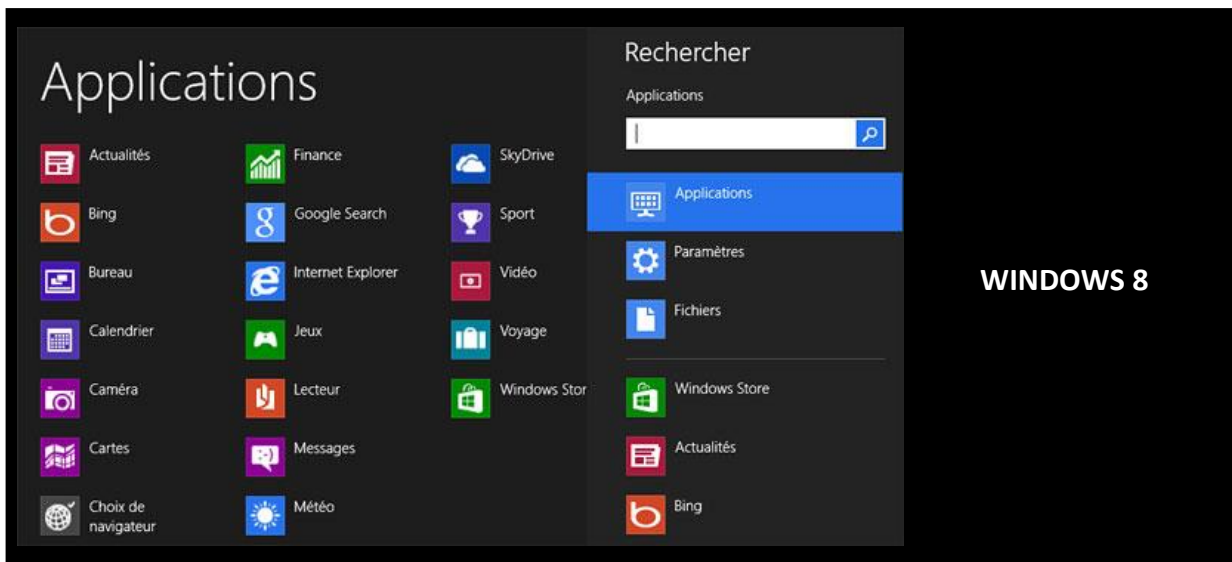 Applications
Actualités
Bing
Bureau
Calendrier
Caméra
Cartes
Choix de
navigateur
Finance
Google Search
Internet Explorer
Jeux
Lecteur
Messages
Météo
SkyDrive
Sport
Vidéo
Voyage
Windows Stor
Rechercher
Applications
Applications
Paramètres
Fichiers
Windows Store
Actualités
Bing
WINDOWS 8